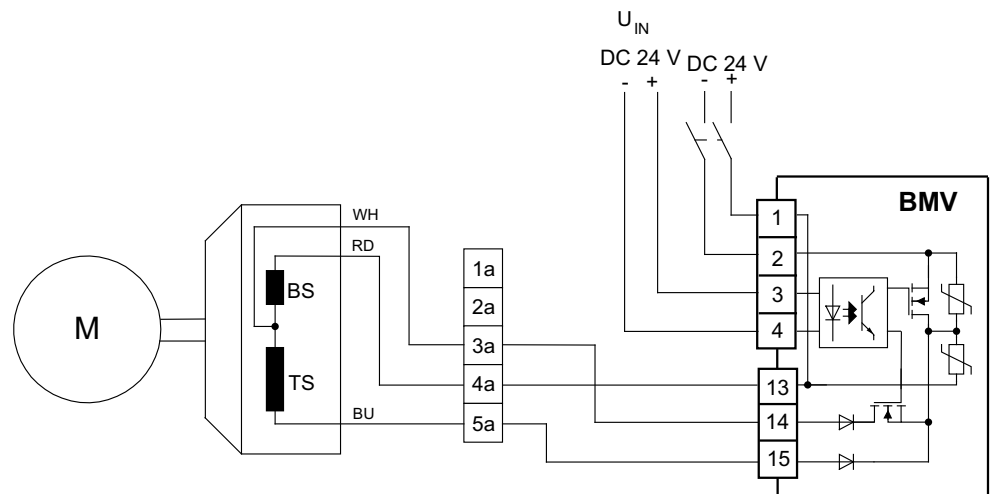 U IN
DC 24 V DC 24 V
- + - +
BMV
1
2
3
4
WH
RD
BS
TS
BU
M
1a
2a
3a
4a
5a
13
14
15